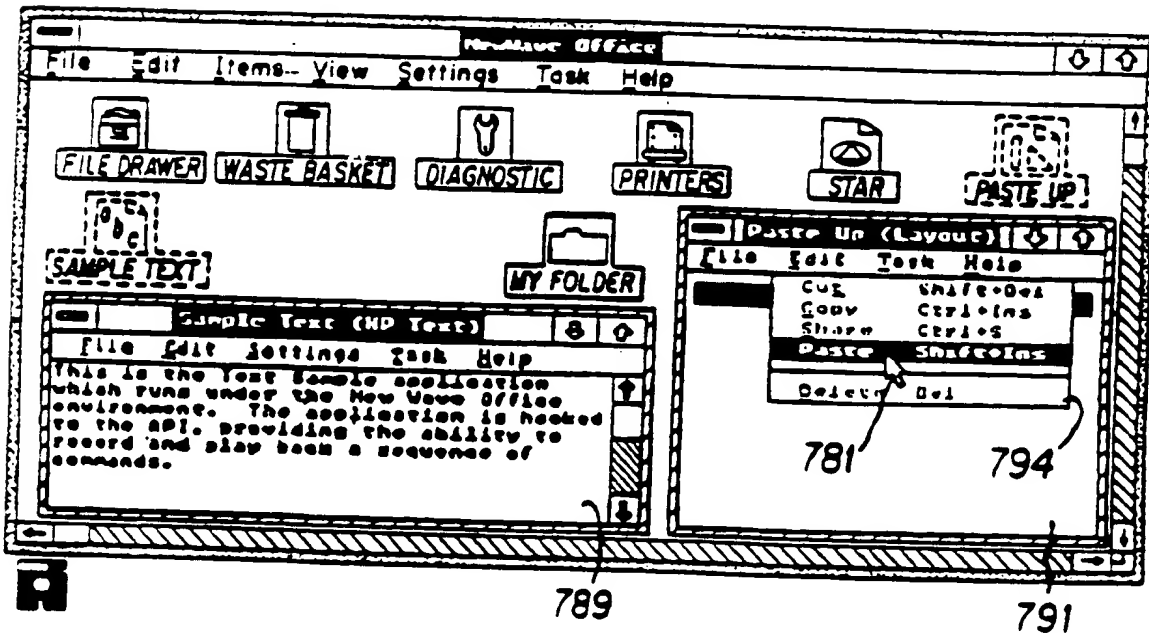 NewWave Office
File Edit Items View Settings Task Help
FILE DRAWER WASTE BASKET DIAGNOSTIC PRINTERS STAR PASTE UP
abc
SAMPLE TEXT MY FOLDER
Paste Up (Layout)
File Edit Task Help
Cut Shift+Del
Copy Ctrl+Ins
Share Ctrl+S
Paste Shift+Ins
Delete Del
Sample Text (HP Text)
File Edit Settings Task Help
This is the Text Sample application
which runs under the New Wave Office
environment. The application is hooked
to the API, providing the ability to
record and play back a sequence of
commands.
781 794
789 791